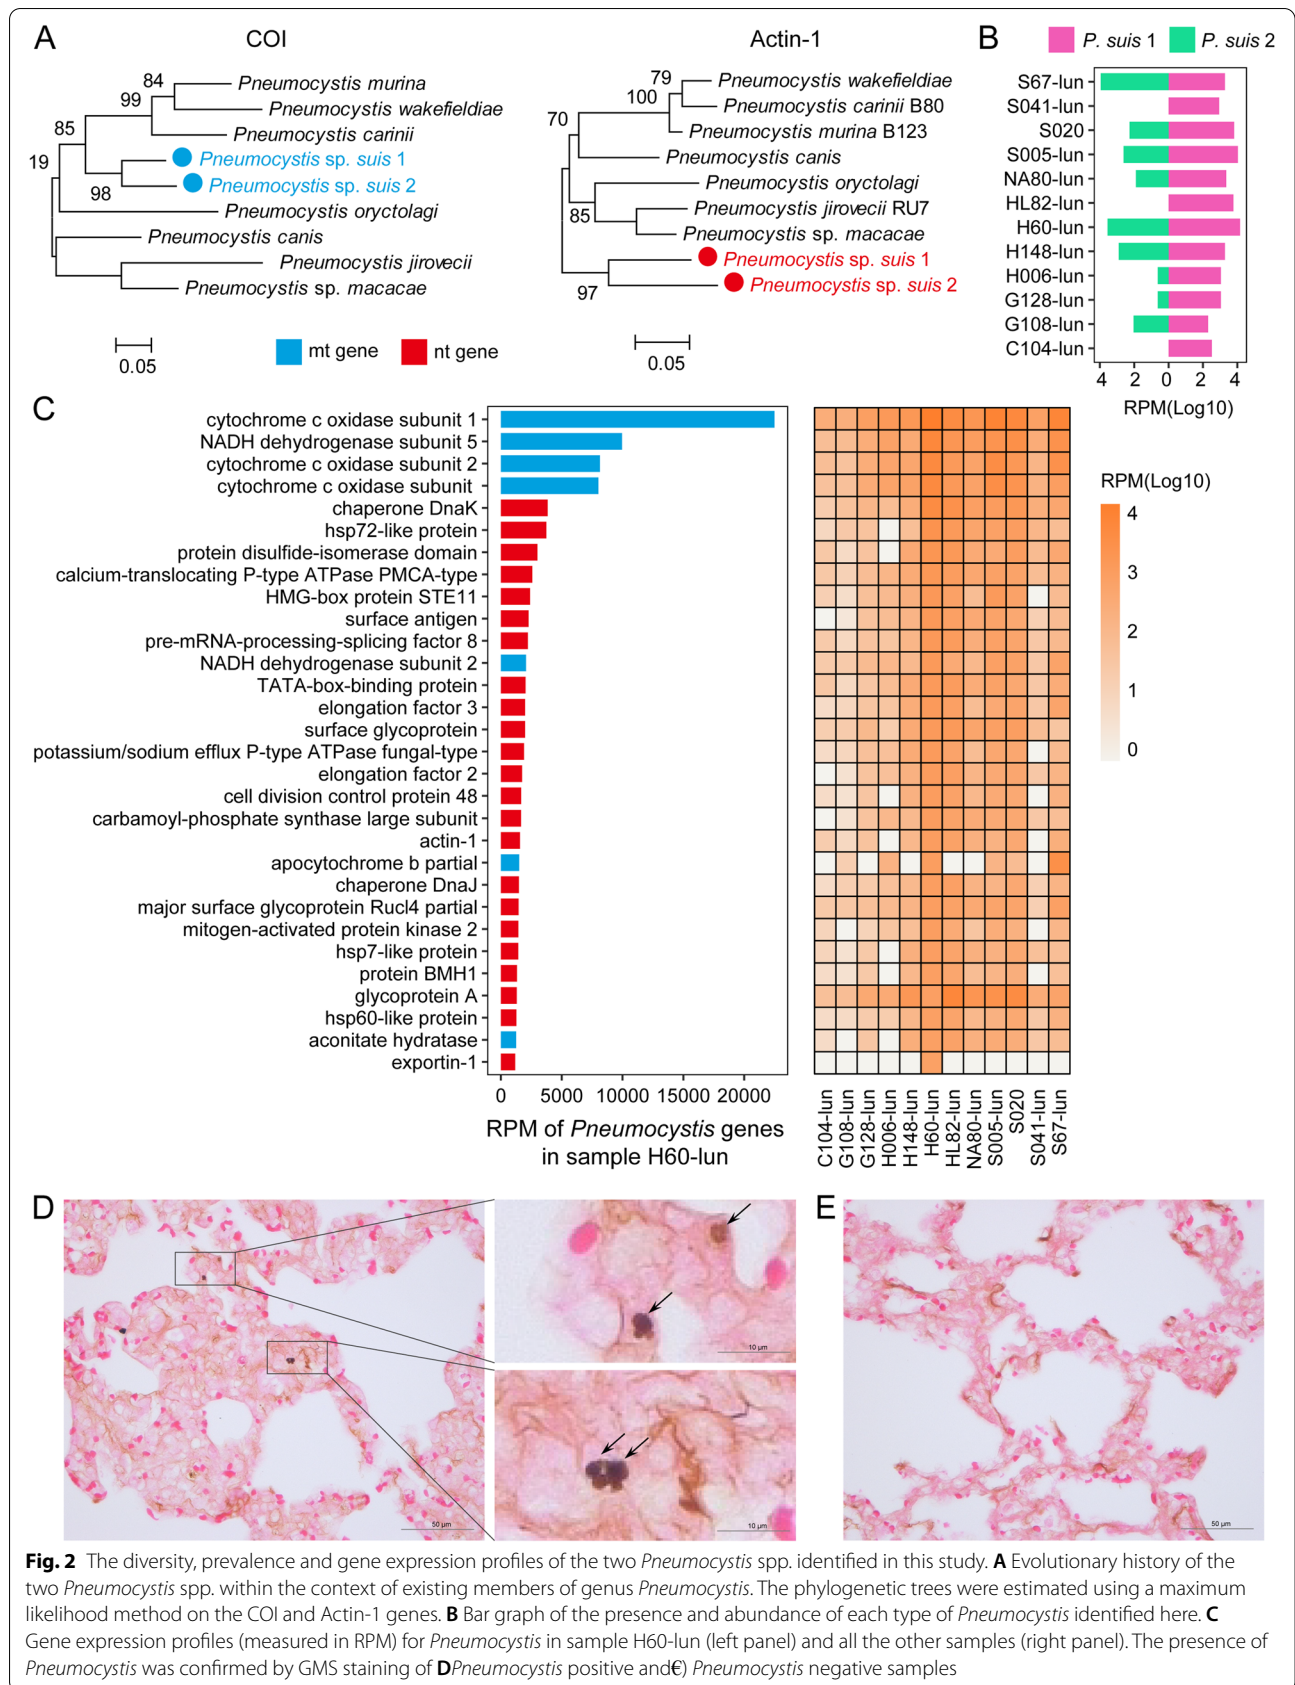 A
COI
84
99
85
19
98
Pneumocystis murina
Pneumocystis wakefieldiae
Pneumocystis carinii
Pneumocystis sp. suis 1
Pneumocystis sp. suis 2
Pneumocystis oryctolagi
Pneumocystis canis
Pneumocystis jirovecii
Pneumocystis sp. macacae
0.05
mt gene
nt gene
Actin-1
79
100
70
85
97
Pneumocystis wakefieldiae
Pneumocystis carinii B80
Pneumocystis murina B123
Pneumocystis canis
Pneumocystis oryctolagi
Pneumocystis jirovecii RU7
Pneumocystis sp. macacae
Pneumocystis sp. suis 1
Pneumocystis sp. suis 2
0.05
B
P. suis 1 P. suis 2
S67-lun
S041-lun
S020
S005-lun
NA80-lun
HL82-lun
H60-lun
H148-lun
H006-lun
G128-lun
G108-lun
C104-lun
4 2 0 2 4
RPM(Log10)
C
cytochrome c oxidase subunit 1
NADH dehydrogenase subunit 5
cytochrome c oxidase subunit 2
cytochrome c oxidase subunit
chaperone DnaK
hsp72-like protein
protein disulfide-isomerase domain
calcium-translocating P-type ATPase PMCA-type
HMG-box protein STE11
surface antigen
pre-mRNA-processing-splicing factor 8
NADH dehydrogenase subunit 2
TATA-box-binding protein
elongation factor 3
surface glycoprotein
potassium/sodium efflux P-type ATPase fungal-type
elongation factor 2
cell division control protein 48
carbamoyl-phosphate synthase large subunit
actin-1
apocytochrome b partial
chaperone DnaJ
major surface glycoprotein Rucl4 partial
mitogen-activated protein kinase 2
hsp7-like protein
protein BMH1
glycoprotein A
hsp60-like protein
aconitate hydratase
exportin-1
0 5000 10000 15000 20000
RPM of Pneumocystis genes
in sample H60-lun
C104-lun
G108-lun
G128-lun
H006-lun
H148-lun
H60-lun
HL82-lun
NA80-lun
S005-lun
S020
S041-lun
S67-lun
RPM(Log10)
4
3
2
1
0
D
50 µm
10 µm
10 µm
E
50 µm
Fig. 2 The diversity, prevalence and gene expression profiles of the two Pneumocystis spp. identified in this study. A Evolutionary history of the
two Pneumocystis spp. within the context of existing members of genus Pneumocystis. The phylogenetic trees were estimated using a maximum
likelihood method on the COI and Actin-1 genes. B Bar graph of the presence and abundance of each type of Pneumocystis identified here. C
Gene expression profiles (measured in RPM) for Pneumocystis in sample H60-lun (left panel) and all the other samples (right panel). The presence of
Pneumocystis was confirmed by GMS staining of DPneumocystis positive and€) Pneumocystis negative samples